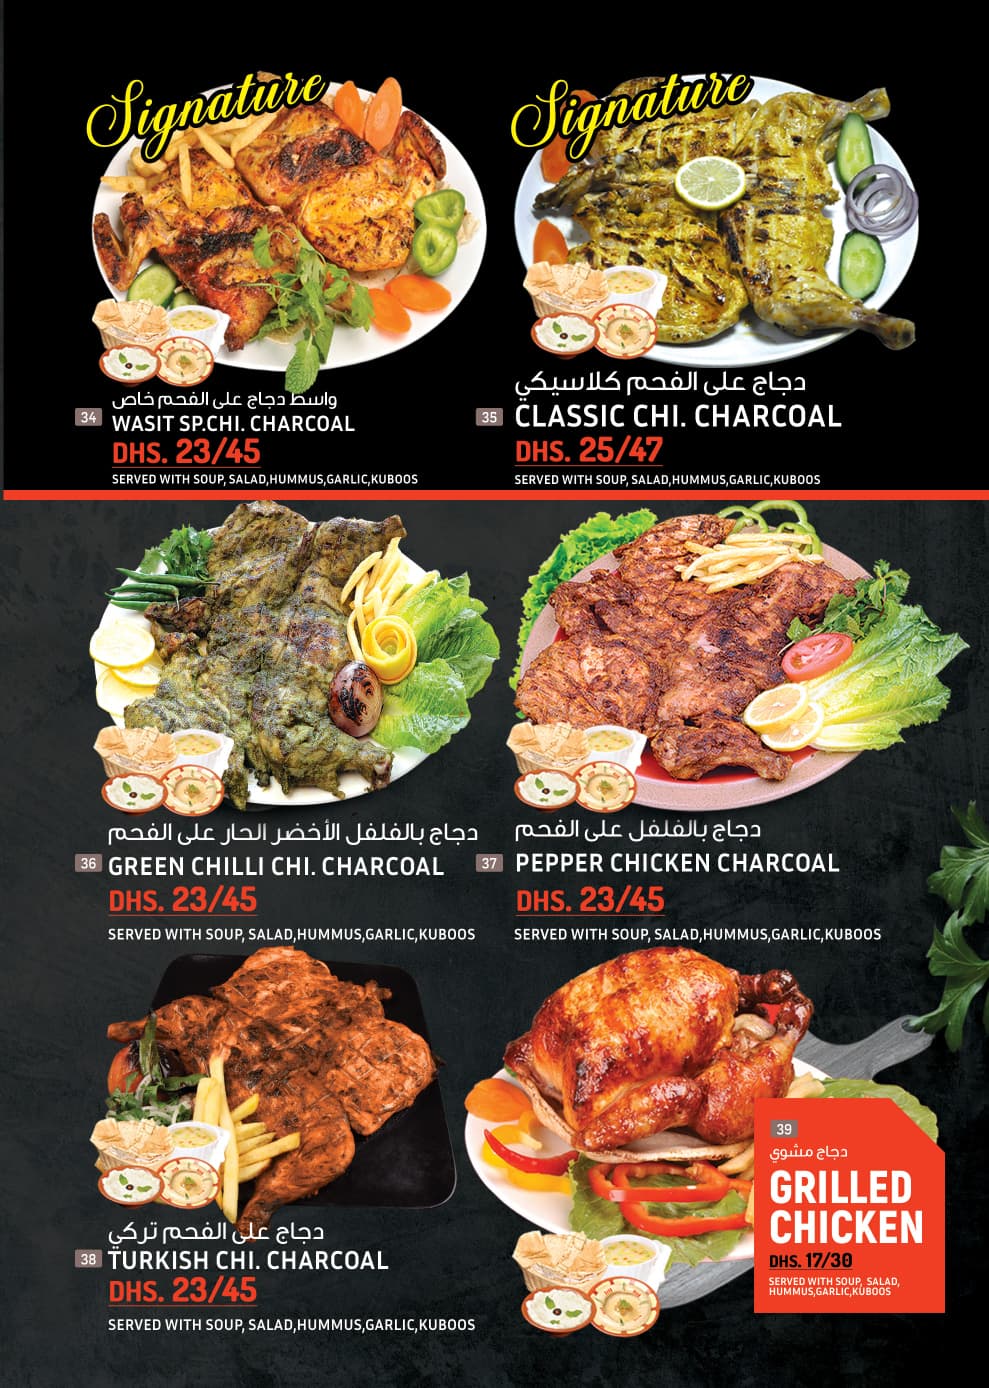 Signature
واسط دجاج على الفحم خاص
34 WASIT SP.CHI. CHARCOAL
DHS. 23/45
SERVED WITH SOUP, SALAD,HUMMUS,GARLIC,KUBOOS
Signature
دجاج على الفحم كلاسيكي
35 CLASSIC CHI. CHARCOAL
DHS. 25/47
SERVED WITH SOUP, SALAD,HUMMUS,GARLIC,KUBOOS
دجاج بالفلفل الأخضر الحار على الفحم
36 GREEN CHILLI CHI. CHARCOAL
DHS. 23/45
SERVED WITH SOUP, SALAD,HUMMUS,GARLIC,KUBOOS
دجاج بالفلفل على الفحم
37 PEPPER CHICKEN CHARCOAL
DHS. 23/45
SERVED WITH SOUP, SALAD,HUMMUS,GARLIC,KUBOOS
دجاج على الفحم تركي
38 TURKISH CHI. CHARCOAL
DHS. 23/45
SERVED WITH SOUP, SALAD,HUMMUS,GARLIC,KUBOOS
39
دجاج مشوي
GRILLED
CHICKEN
DHS. 17/30
SERVED WITH SOUP, SALAD,
HUMMUS,GARLIC,KUBOOS